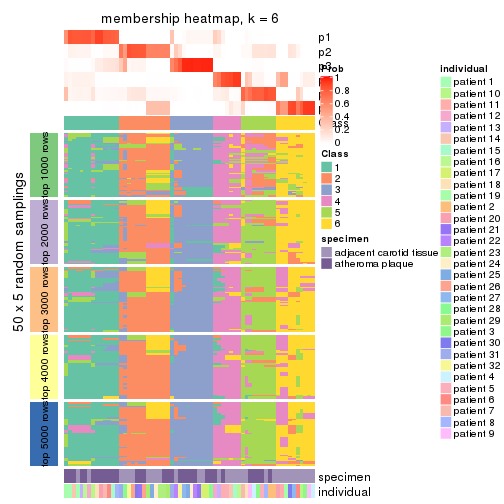 membership heatmap, k = 6
p1
p2
Prob
1
0.8
0.6
0.4
0.2
0
Class
1
2
3
4
5
6
specimen
adjacent carotid tissue
atheroma plaque
individual
patient 1
patient 10
patient 11
patient 12
patient 13
patient 14
patient 15
patient 16
patient 17
patient 18
patient 19
patient 2
patient 20
patient 21
patient 22
patient 23
patient 24
patient 25
patient 26
patient 27
patient 28
patient 29
patient 3
patient 30
patient 31
patient 32
patient 4
patient 5
patient 6
patient 7
patient 8
patient 9
50 x 5 random samplings
top 1000 rows
top 2000 rows
top 3000 rows
top 4000 rows
top 5000 rows
specimen
individual